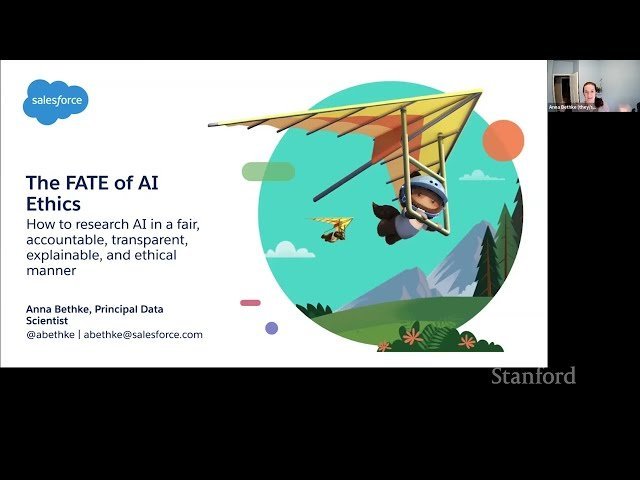 salesforce
The FATE of AI
Ethics
How to research AI in a fair,
accountable, transparent,
explainable, and ethical
manner
Anna Bethke, Principal Data
Scientist
@abethke | abethke@salesforce.com
Anna Bethke (they/s...
Stanford